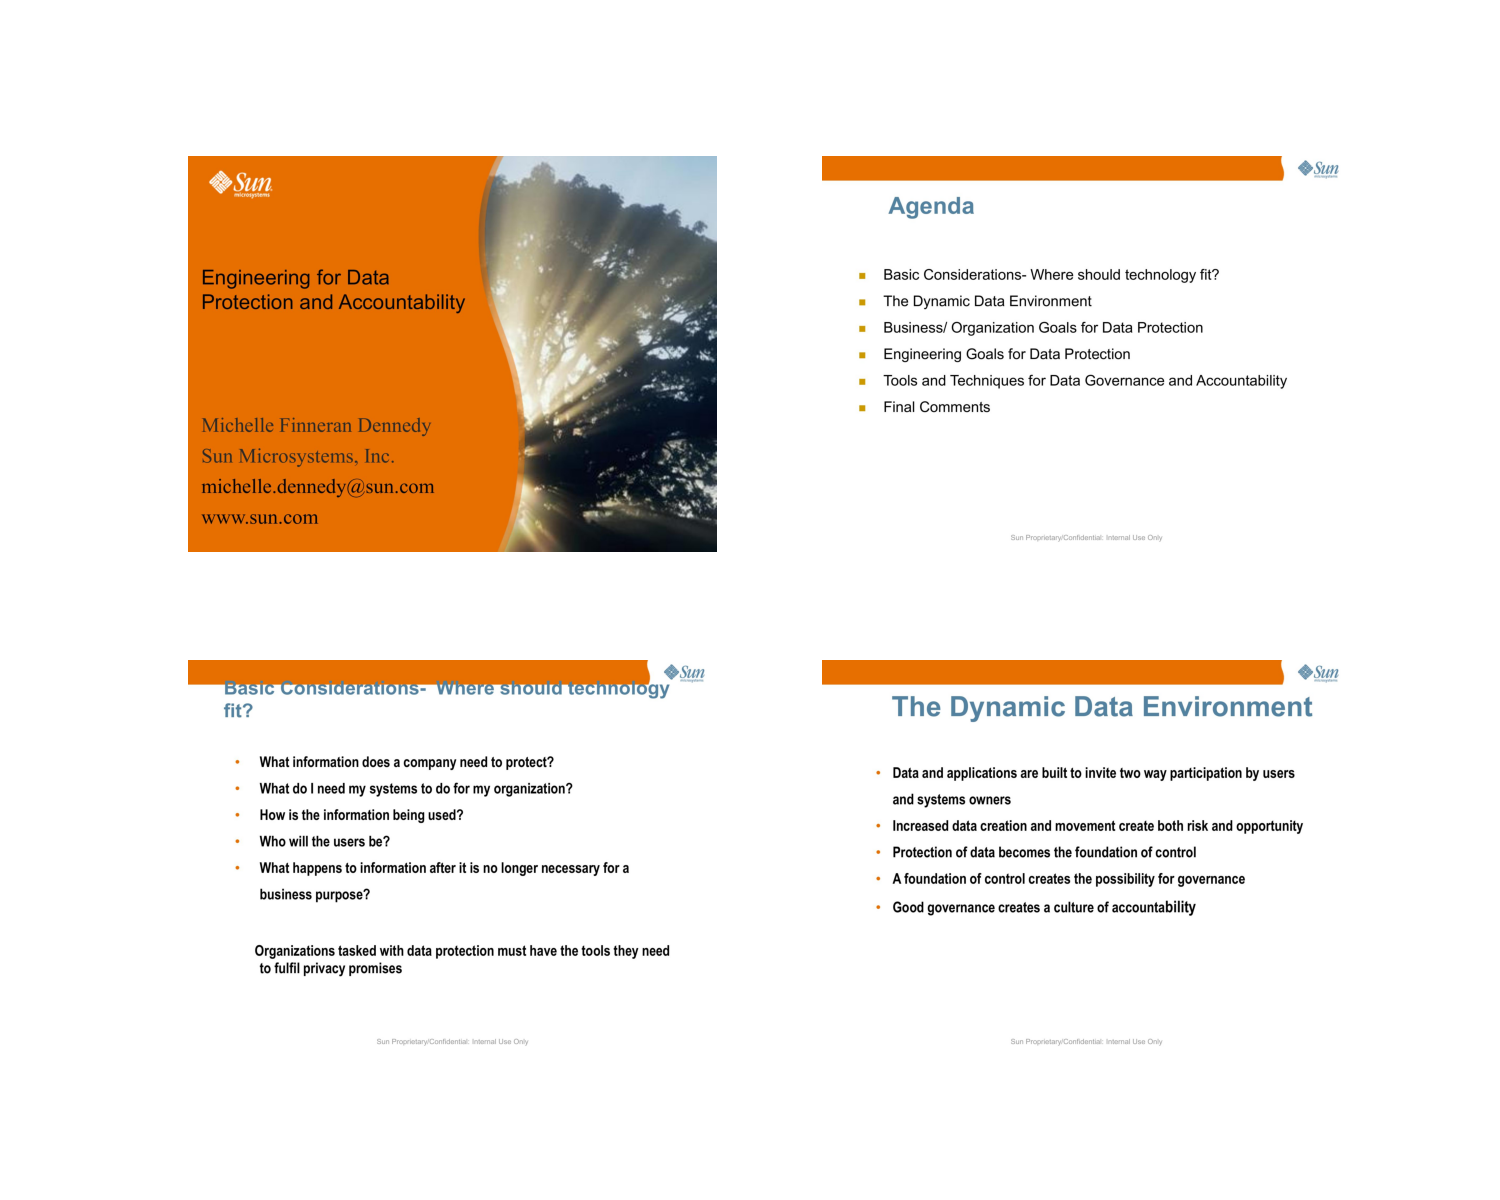 Sun
microsystems
Engineering for Data
Protection and Accountability
Michelle Finneran Dennedy
Sun Microsystems, Inc.
michelle.dennedy@sun.com
www.sun.com
Sun
microsystems
Agenda
Basic Considerations- Where should technology fit?
The Dynamic Data Environment
Business/ Organization Goals for Data Protection
Engineering Goals for Data Protection
Tools and Techniques for Data Governance and Accountability
Final Comments
Sun Proprietary/Confidential: Internal Use Only
Sun
microsystems
Basic Considerations- Where should technology
fit?
• What information does a company need to protect?
• What do I need my systems to do for my organization?
• How is the information being used?
• Who will the users be?
• What happens to information after it is no longer necessary for a
business purpose?
Organizations tasked with data protection must have the tools they need
to fulfil privacy promises
Sun Proprietary/Confidential: Internal Use Only
Sun
microsystems
The Dynamic Data Environment
• Data and applications are built to invite two way participation by users
and systems owners
• Increased data creation and movement create both risk and opportunity
• Protection of data becomes the foundation of control
• A foundation of control creates the possibility for governance
• Good governance creates a culture of accountability
Sun Proprietary/Confidential: Internal Use Only